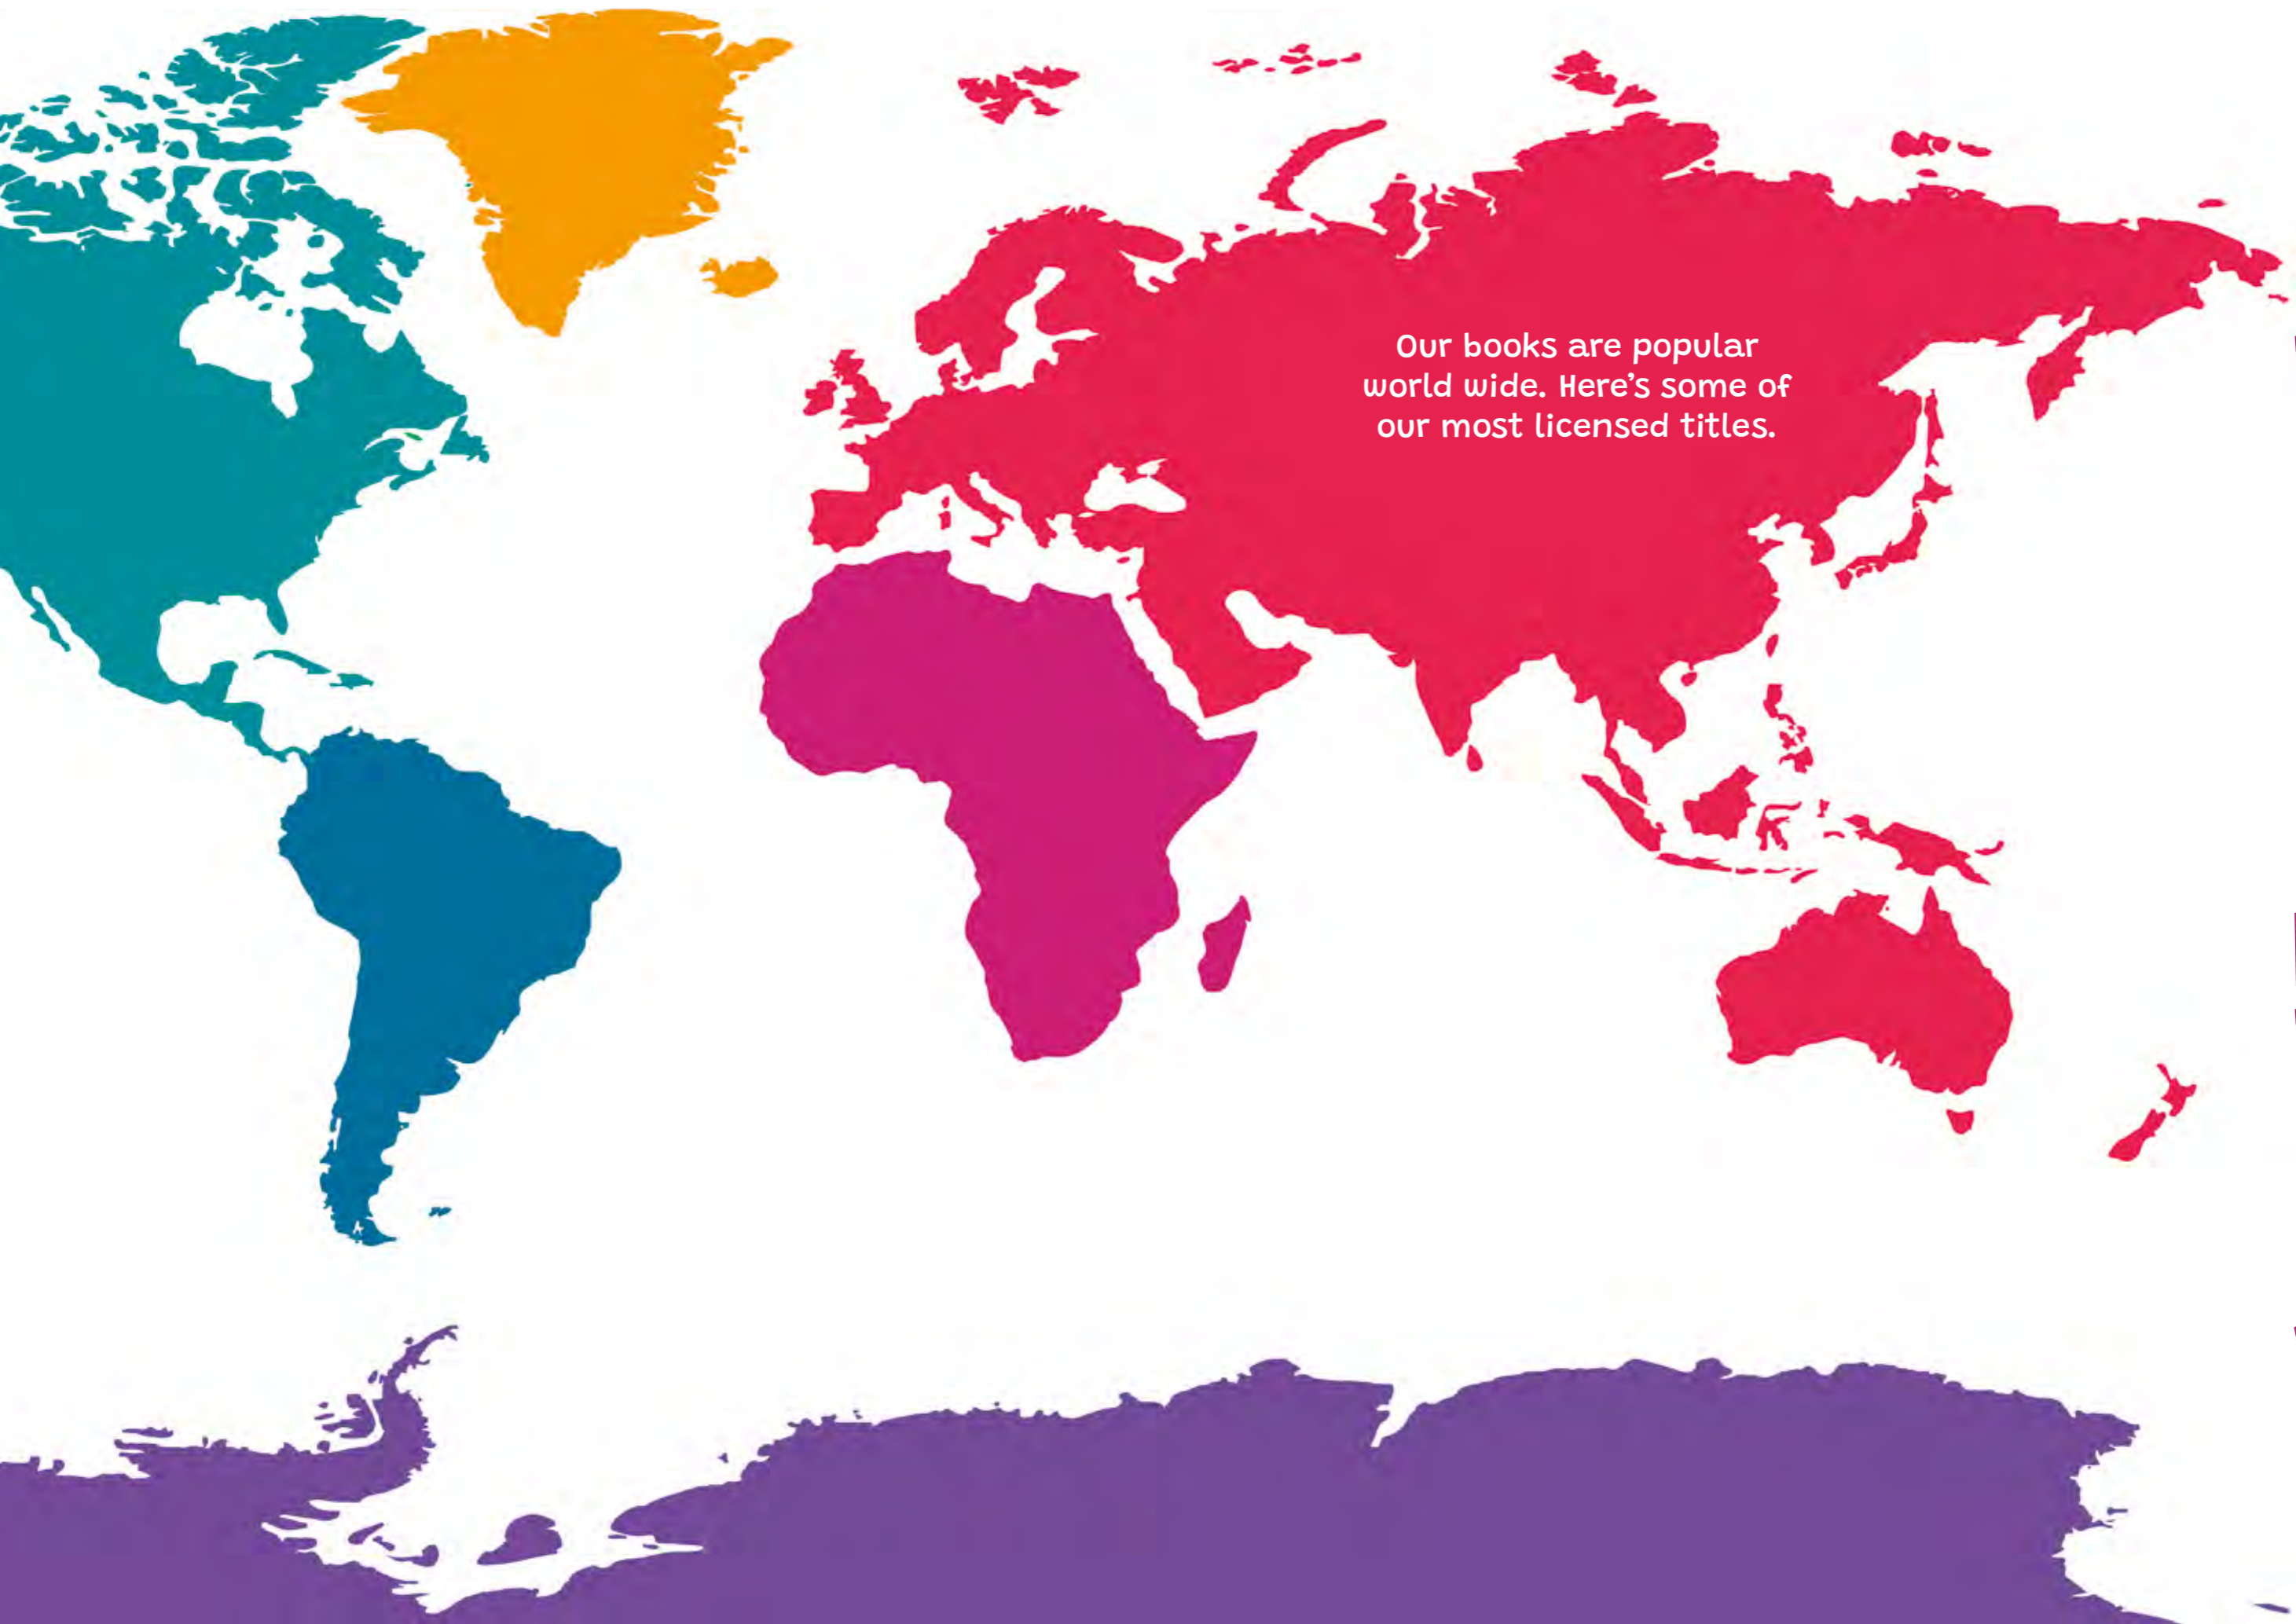 Our books are popular
world wide. Here’s some of
our most licensed titles.